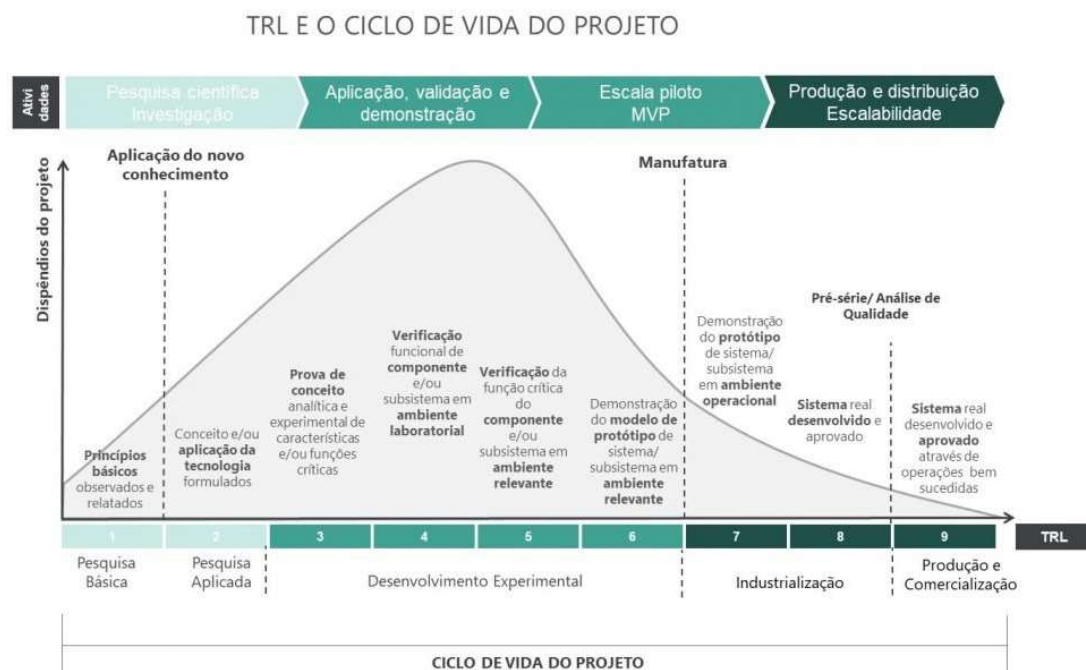 TRL E O CICLO DE VIDA DO PROJETO
Ativi
dades
Pesquisa científica
Investigação
Aplicação, validação e
demonstração
Escala piloto
MVP
Produção e distribuição
Escalabilidade
Dispêndios do projeto
Aplicação do novo
conhecimento
Manufatura
Pré-série/ Análise de
Qualidade
Princípios
básicos
observados e
relatados
Conceito e/ou
aplicação da
tecnologia
formulados
Prova de
conceito
analítica e
experimental de
características
e/ou funções
críticas
Verificação
funcional de
componente
e/ou
subsistema em
ambiente
laboratorial
Verificação da
função crítica
do
componente
e/ou
subsistema em
ambiente
relevante
Demonstração
do modelo de
protótipo de
sistema/
subsistema em
ambiente
relevante
Demonstração
do protótipo
de sistema/
subsistema
em ambiente
operacional
Sistema real
desenvolvido e
aprovado
Sistema real
desenvolvido e
aprovado
através de
operações bem
sucedidas
1
2
3
4
5
6
7
8
9
TRL
Pesquisa
Básica
Pesquisa
Aplicada
Desenvolvimento Experimental
Industrialização
Produção e
Comercialização
CICLO DE VIDA DO PROJETO